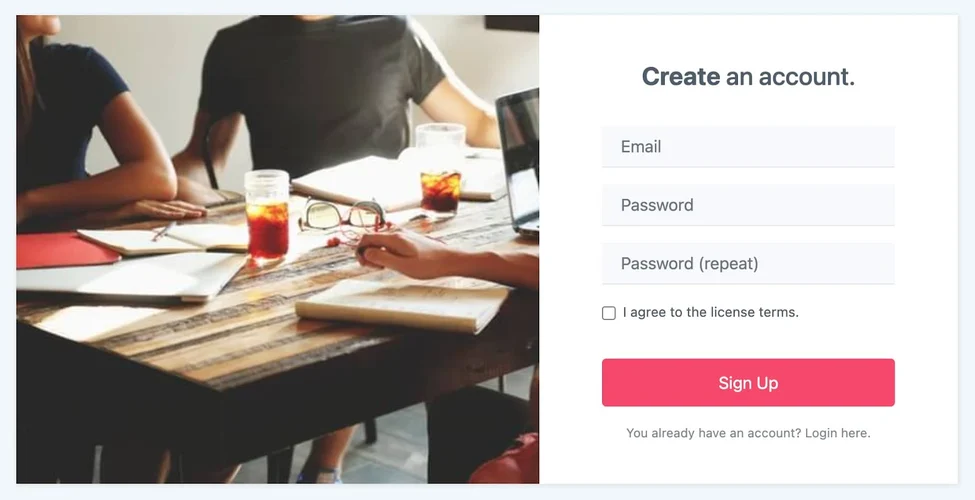 Create an account.
Email
Password
Password (repeat)
I agree to the license terms.
Sign Up
You already have an account? Login here.